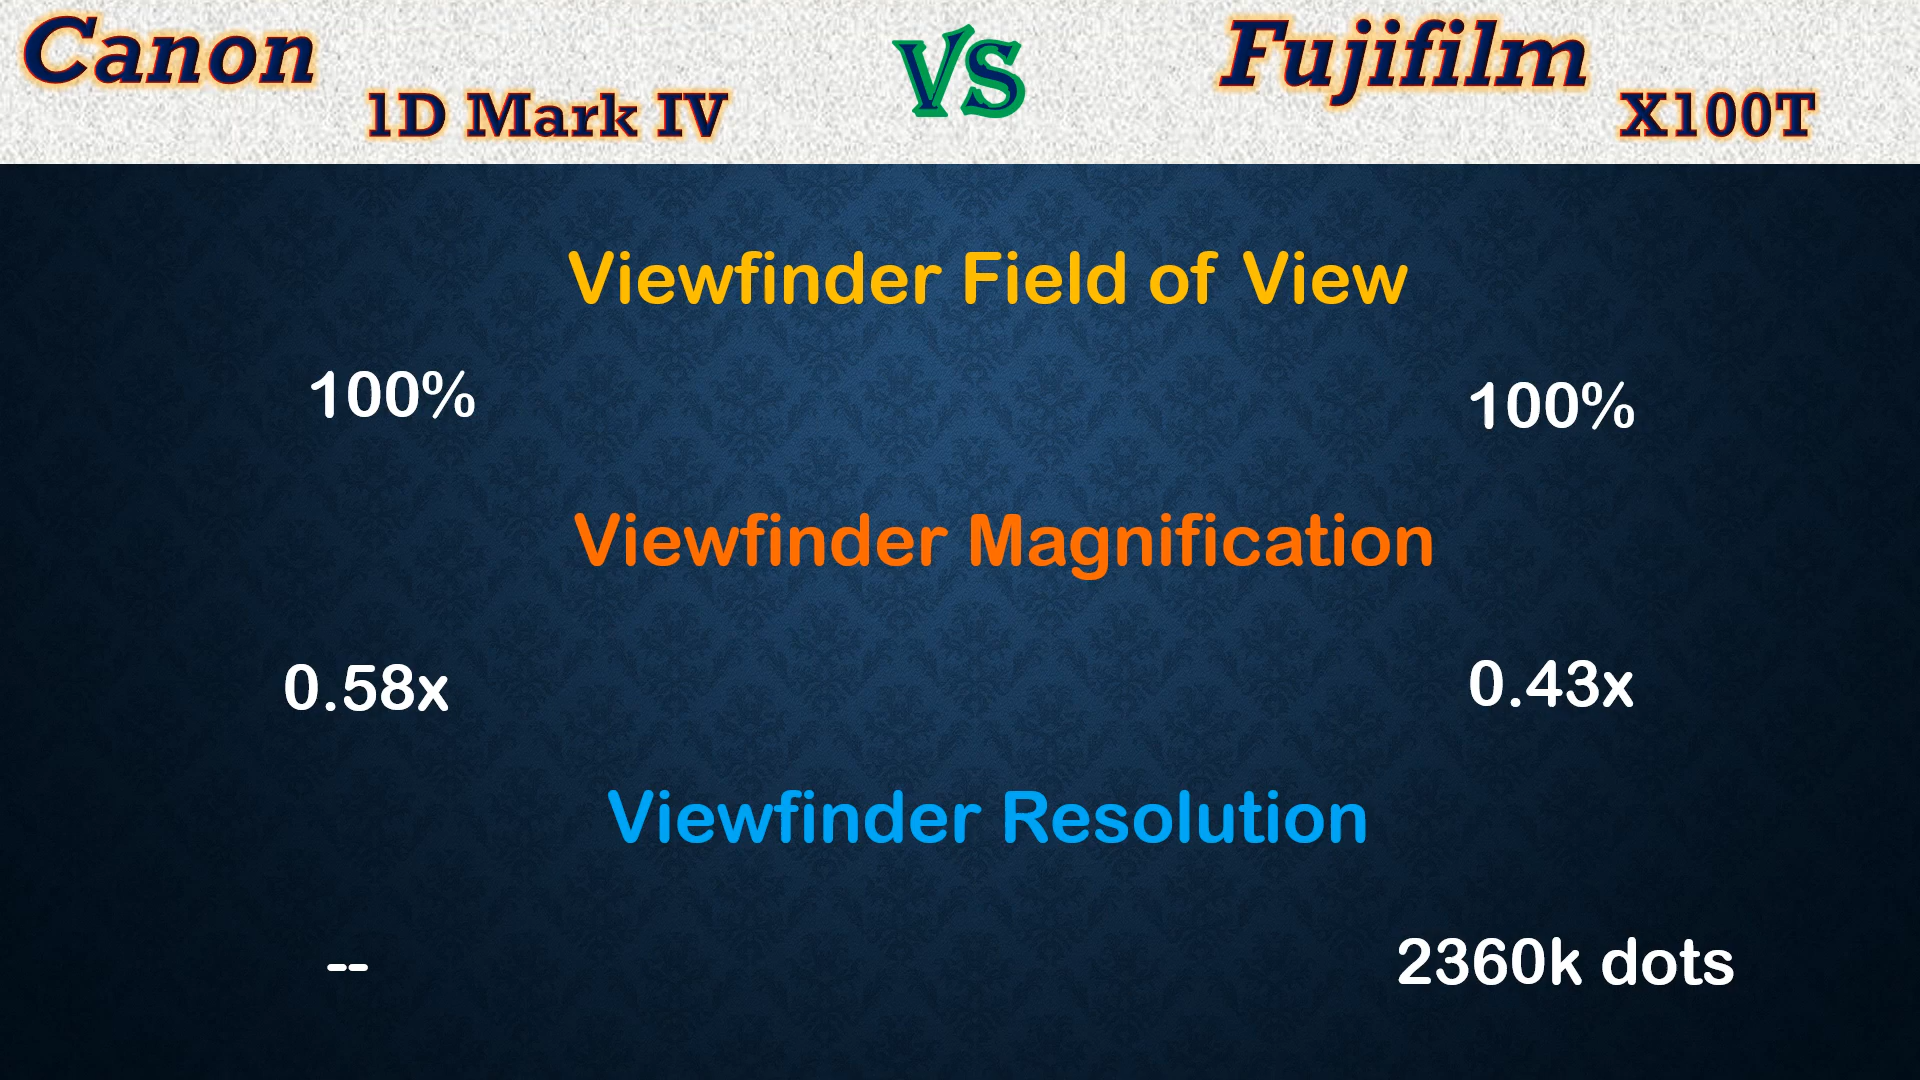 Canon
1D Mark IV
VS
Fujifilm
X100T
Viewfinder Field of View
100%
100%
Viewfinder Magnification
0.58x
0.43x
Viewfinder Resolution
--
2360k dots